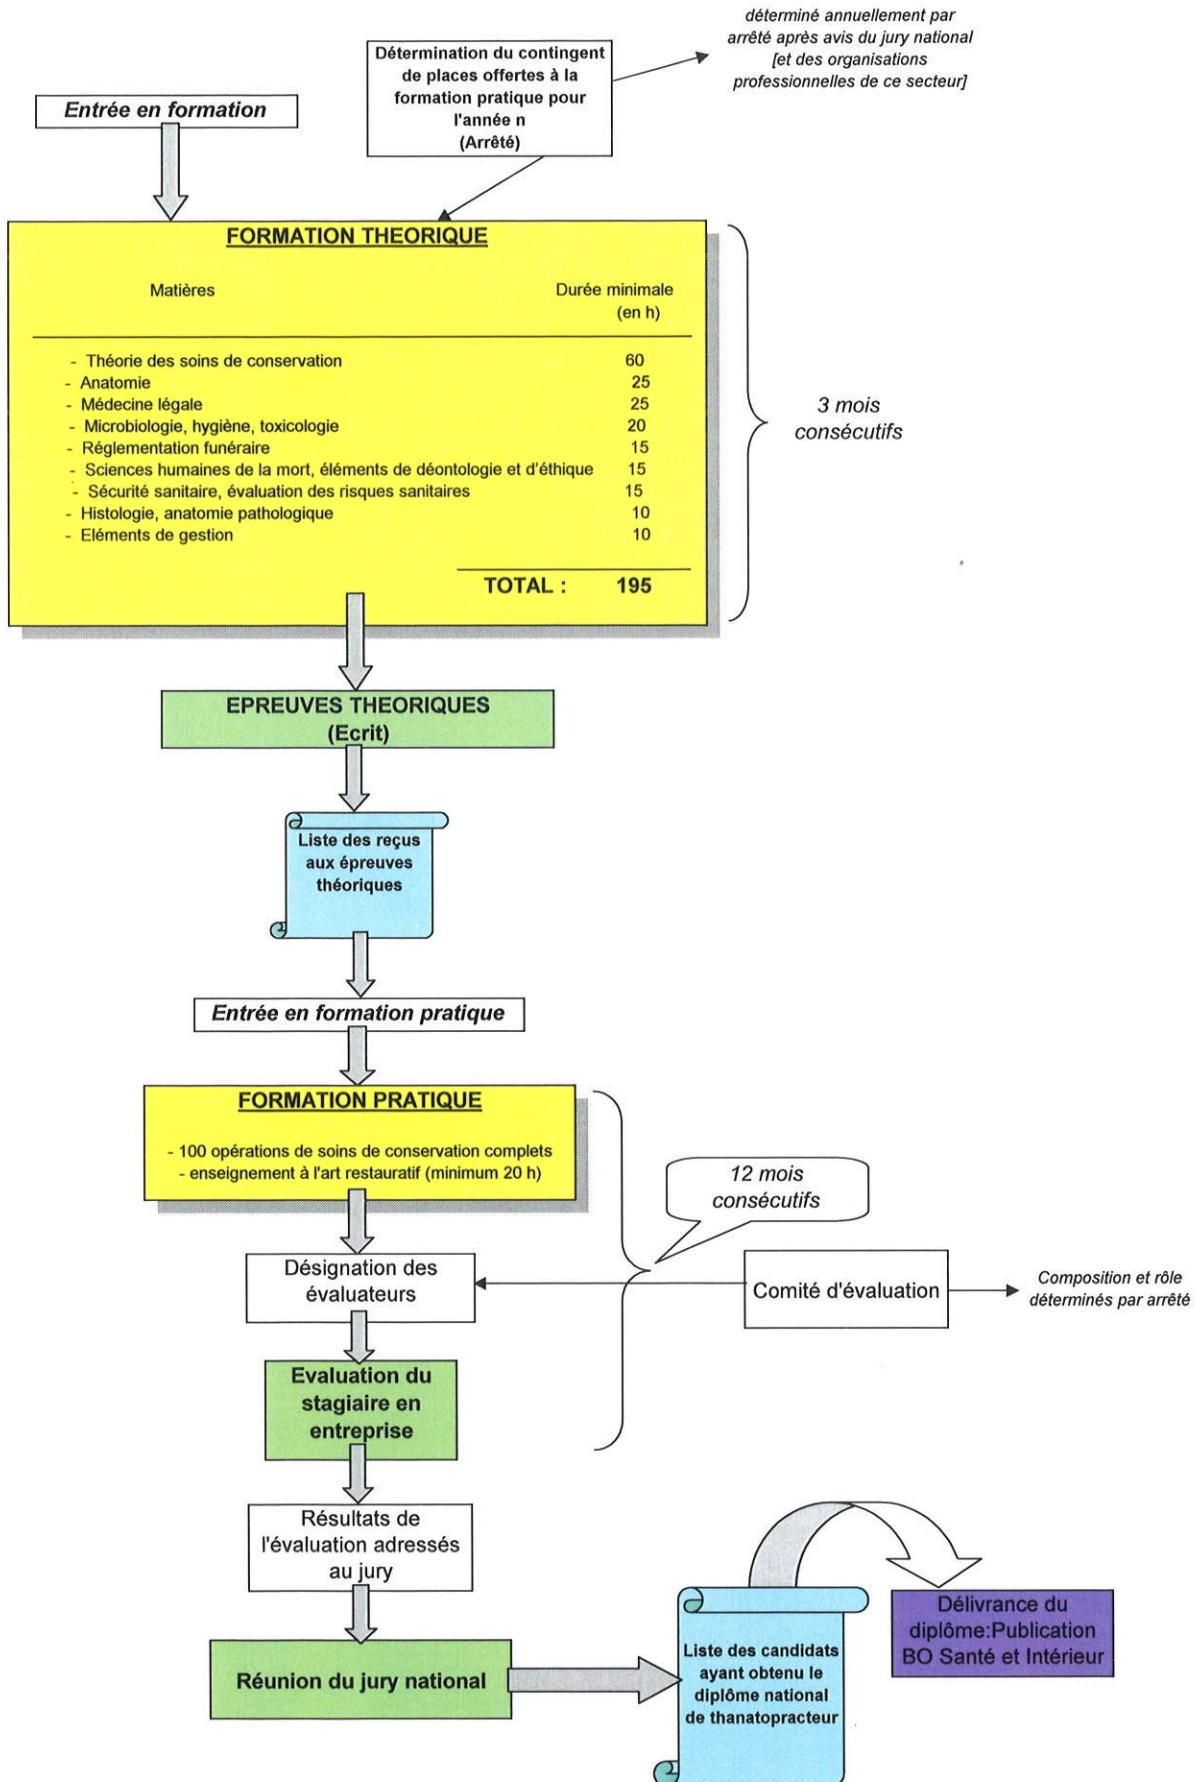 déterminé annuellement par
arrêté après avis du jury national
[et des organisations
professionnelles de ce secteur]
Détermination du contingent
de places offertes à la
formation pratique pour
l'année n
(Arrêté)
Entrée en formation
FORMATION THEORIQUE
Matières Durée minimale
(en h)
- Théorie des soins de conservation 60
- Anatomie 25
- Médecine légale 25
- Microbiologie, hygiène, toxicologie 20
- Réglementation funéraire 15
- Sciences humaines de la mort, éléments de déontologie et d'éthique 15
- Sécurité sanitaire, évaluation des risques sanitaires 15
- Histologie, anatomie pathologique 10
- Eléments de gestion 10
TOTAL : 195
3 mois
consécutifs
EPREUVES THEORIQUES
(Ecrit)
Liste des reçus
aux épreuves
théoriques
Entrée en formation pratique
FORMATION PRATIQUE
- 100 opérations de soins de conservation complets
- enseignement à l'art restauratif (minimum 20 h)
12 mois
consécutifs
Désignation des
évaluateurs
Comité d'évaluation
Composition et rôle
déterminés par arrêté
Evaluation du
stagiaire en
entreprise
Résultats de
l'évaluation adressés
au jury
Réunion du jury national
Liste des candidats
ayant obtenu le
diplôme national
de thanatopracteur
Délivrance du
diplôme:Publication
BO Santé et Intérieur